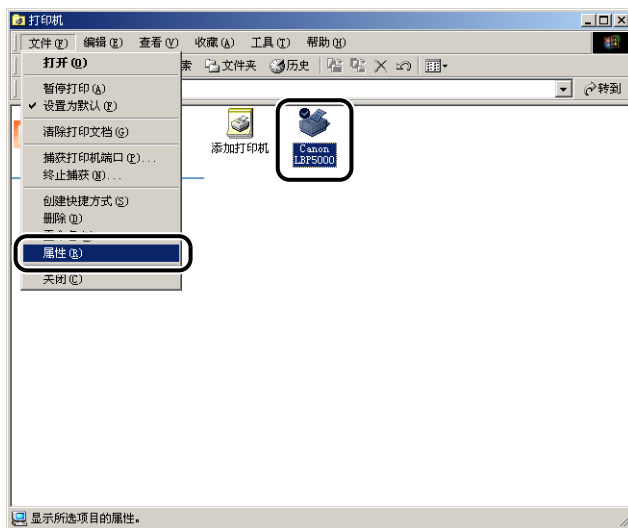 打印机
文件(F) 编辑(E) 查看(V) 收藏(A) 工具(T) 帮助(H)
打开(O)
索 文件夹 历史
暂停打印(A)
转到
设置为默认(F)
清除打印文档(G)
捕获打印机端口(P)...
终止捕获(N)...
创建快捷方式(S)
删除(D)
属性(R)
关闭(C)
添加打印机
Canon
LBP5000
显示所选项目的属性。